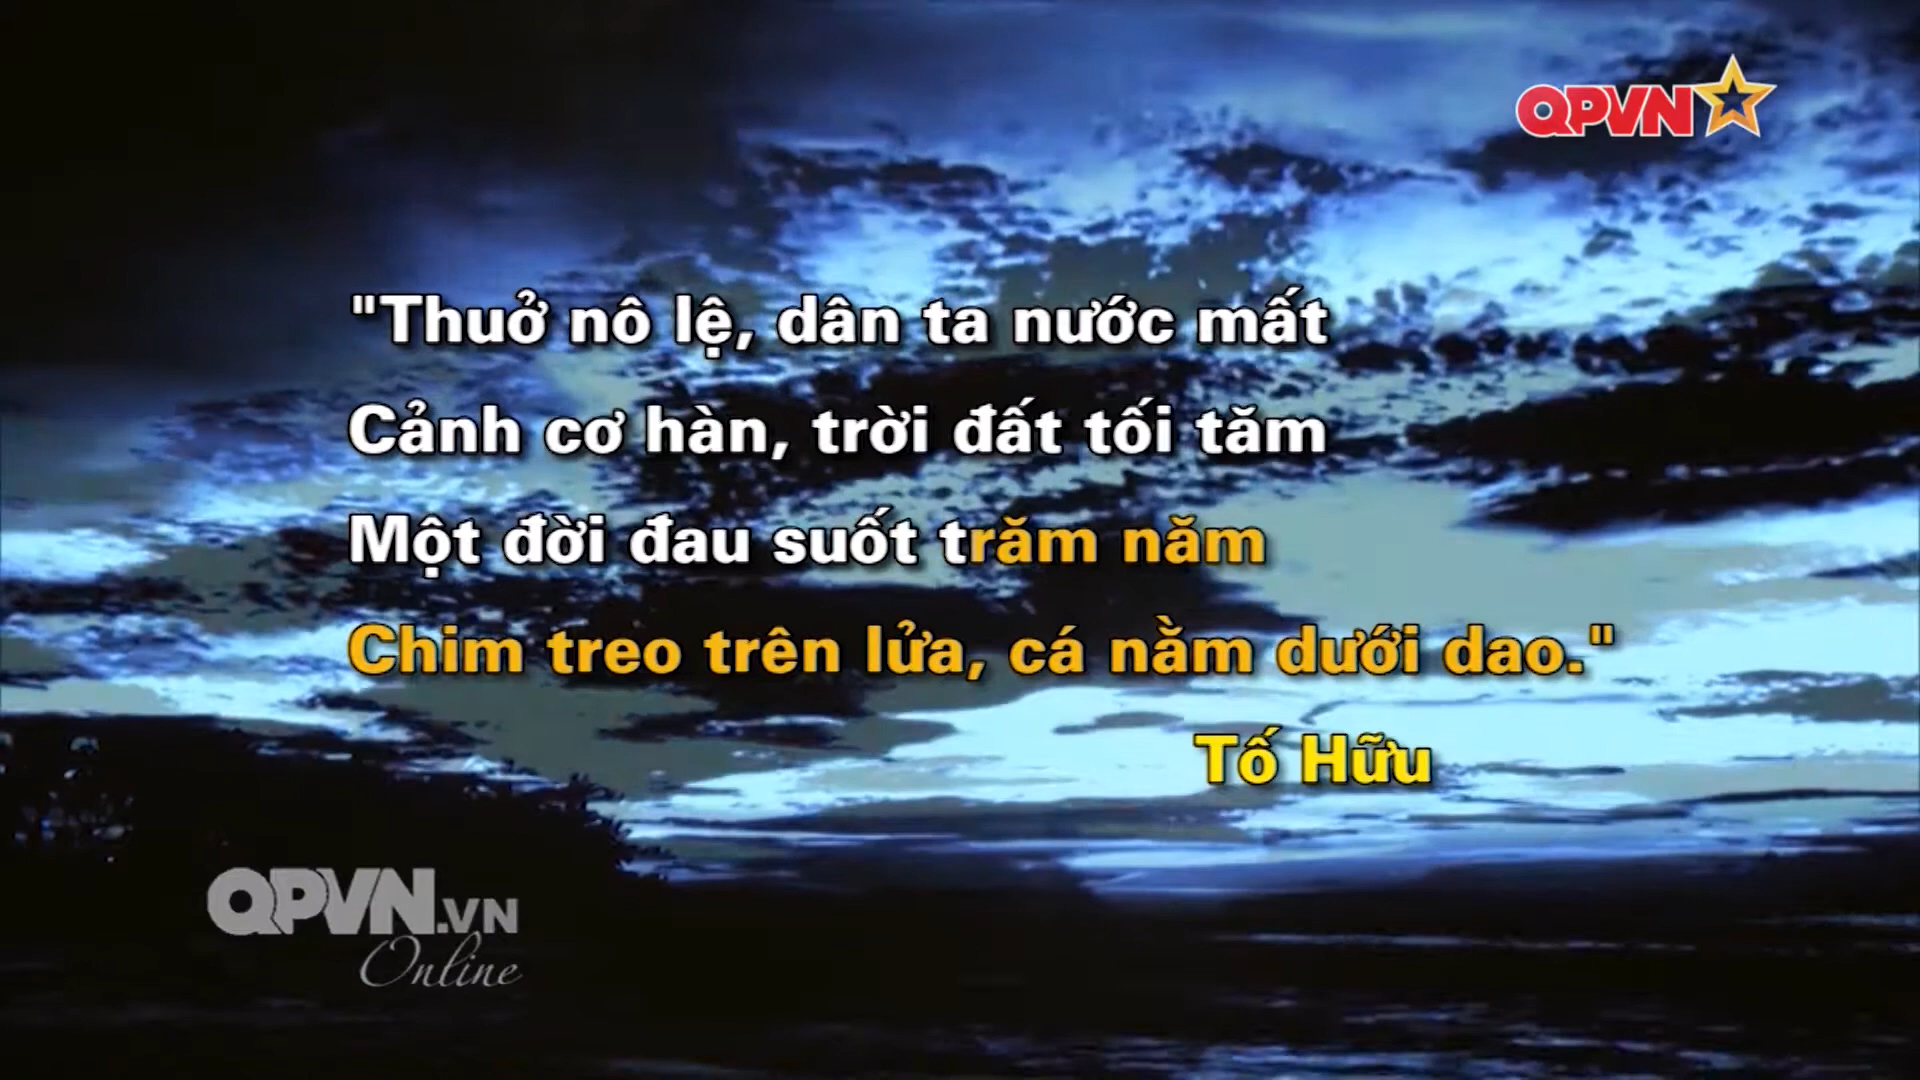 QPVN
"Thuở nô lệ, dân ta nước mất
Cảnh cơ hàn, trời đất tối tăm
Một đời đau suốt trăm năm
Chim treo trên lửa, cá nằm dưới dao."
Tố Hữu
QPVN.VN
Online